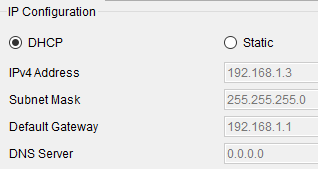 IP Configuration
DHCP Static
IPv4 Address 192.168.1.3
Subnet Mask 255.255.255.0
Default Gateway 192.168.1.1
DNS Server 0.0.0.0